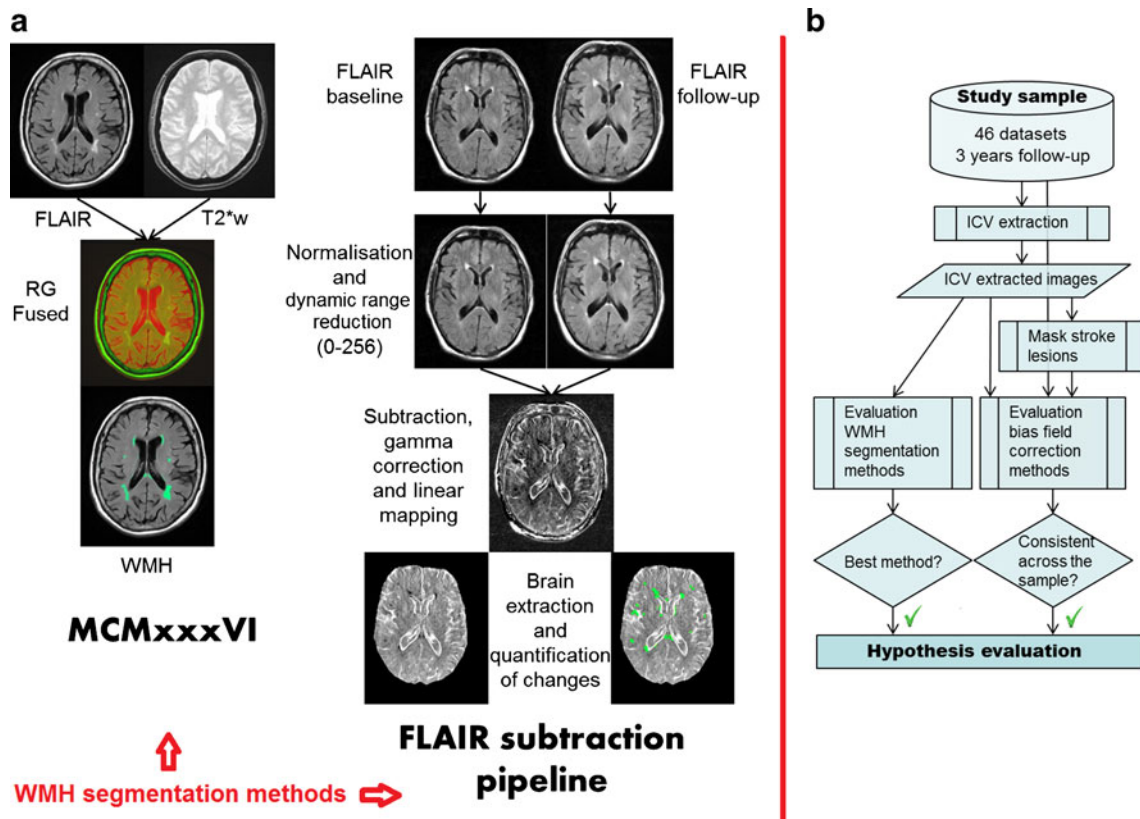 a
FLAIR
T2*w
RG
Fused
WMH
MCMxxxVI
FLAIR
baseline
FLAIR
follow-up
Normalisation
and
dynamic range
reduction
(0-256)
Subtraction,
gamma
correction
and linear
mapping
Brain
extraction
and
quantification
of changes
FLAIR subtraction
pipeline
WMH segmentation methods
b
Study sample
46 datasets
3 years follow-up
ICV extraction
ICV extracted images
Mask stroke
lesions
Evaluation
WMH
segmentation
methods
Evaluation
bias field
correction
methods
Best method?
Consistent
across the
sample?
Hypothesis evaluation